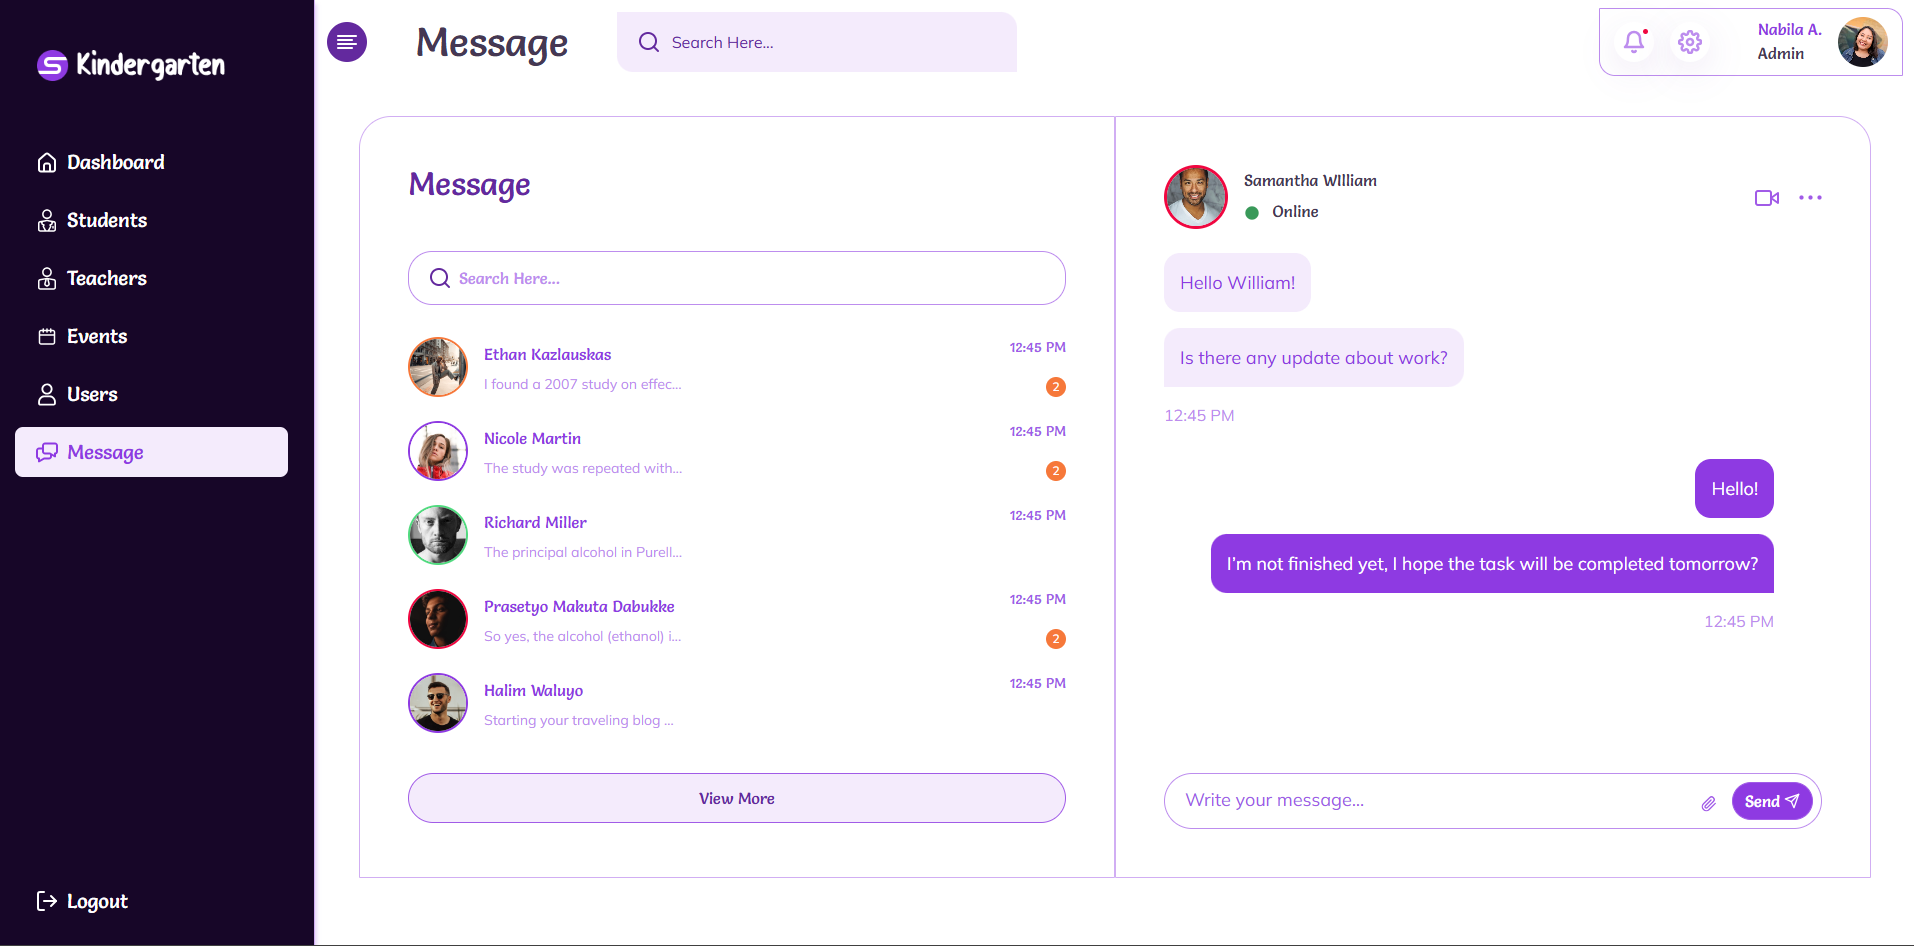 S Kindergarten
Dashboard
Students
Teachers
Events
Users
Message
Logout
Message
Search Here...
Nabila A.
Admin
Message
Search Here...
Ethan Kazlauskas
12:45 PM
I found a 2007 study on effec...
2
Nicole Martin
12:45 PM
The study was repeated with...
2
Richard Miller
12:45 PM
The principal alcohol in Purell...
Prasetyo Makuta Dabukke
12:45 PM
So yes, the alcohol (ethanol) i...
2
Halim Waluyo
12:45 PM
Starting your traveling blog ...
View More
Samantha WIlliam
Online
Hello William!
Is there any update about work?
12:45 PM
Hello!
I'm not finished yet, I hope the task will be completed tomorrow?
12:45 PM
Write your message...
Send